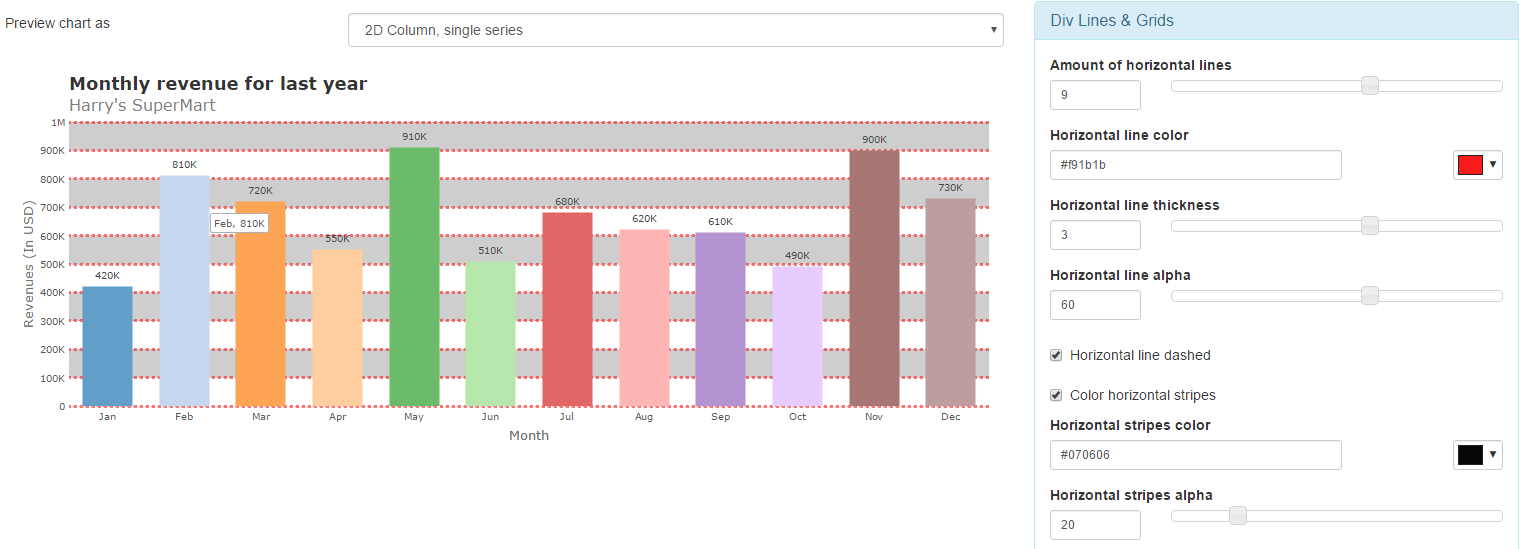 Preview chart as
2D Column, single series
Monthly revenue for last year
Harry's SuperMart
Revenues (In USD)
1M
900K
800K
700K
600K
500K
400K
300K
200K
100K
0
420K
810K
720K
550K
910K
510K
680K
620K
610K
490K
900K
730K
Feb, 810K
Jan
Feb
Mar
Apr
May
Jun
Jul
Aug
Sep
Oct
Nov
Dec
Month
Div Lines & Grids
Amount of horizontal lines
9
Horizontal line color
#f91b1b
Horizontal line thickness
3
Horizontal line alpha
60
Horizontal line dashed
Color horizontal stripes
Horizontal stripes color
#070606
Horizontal stripes alpha
20